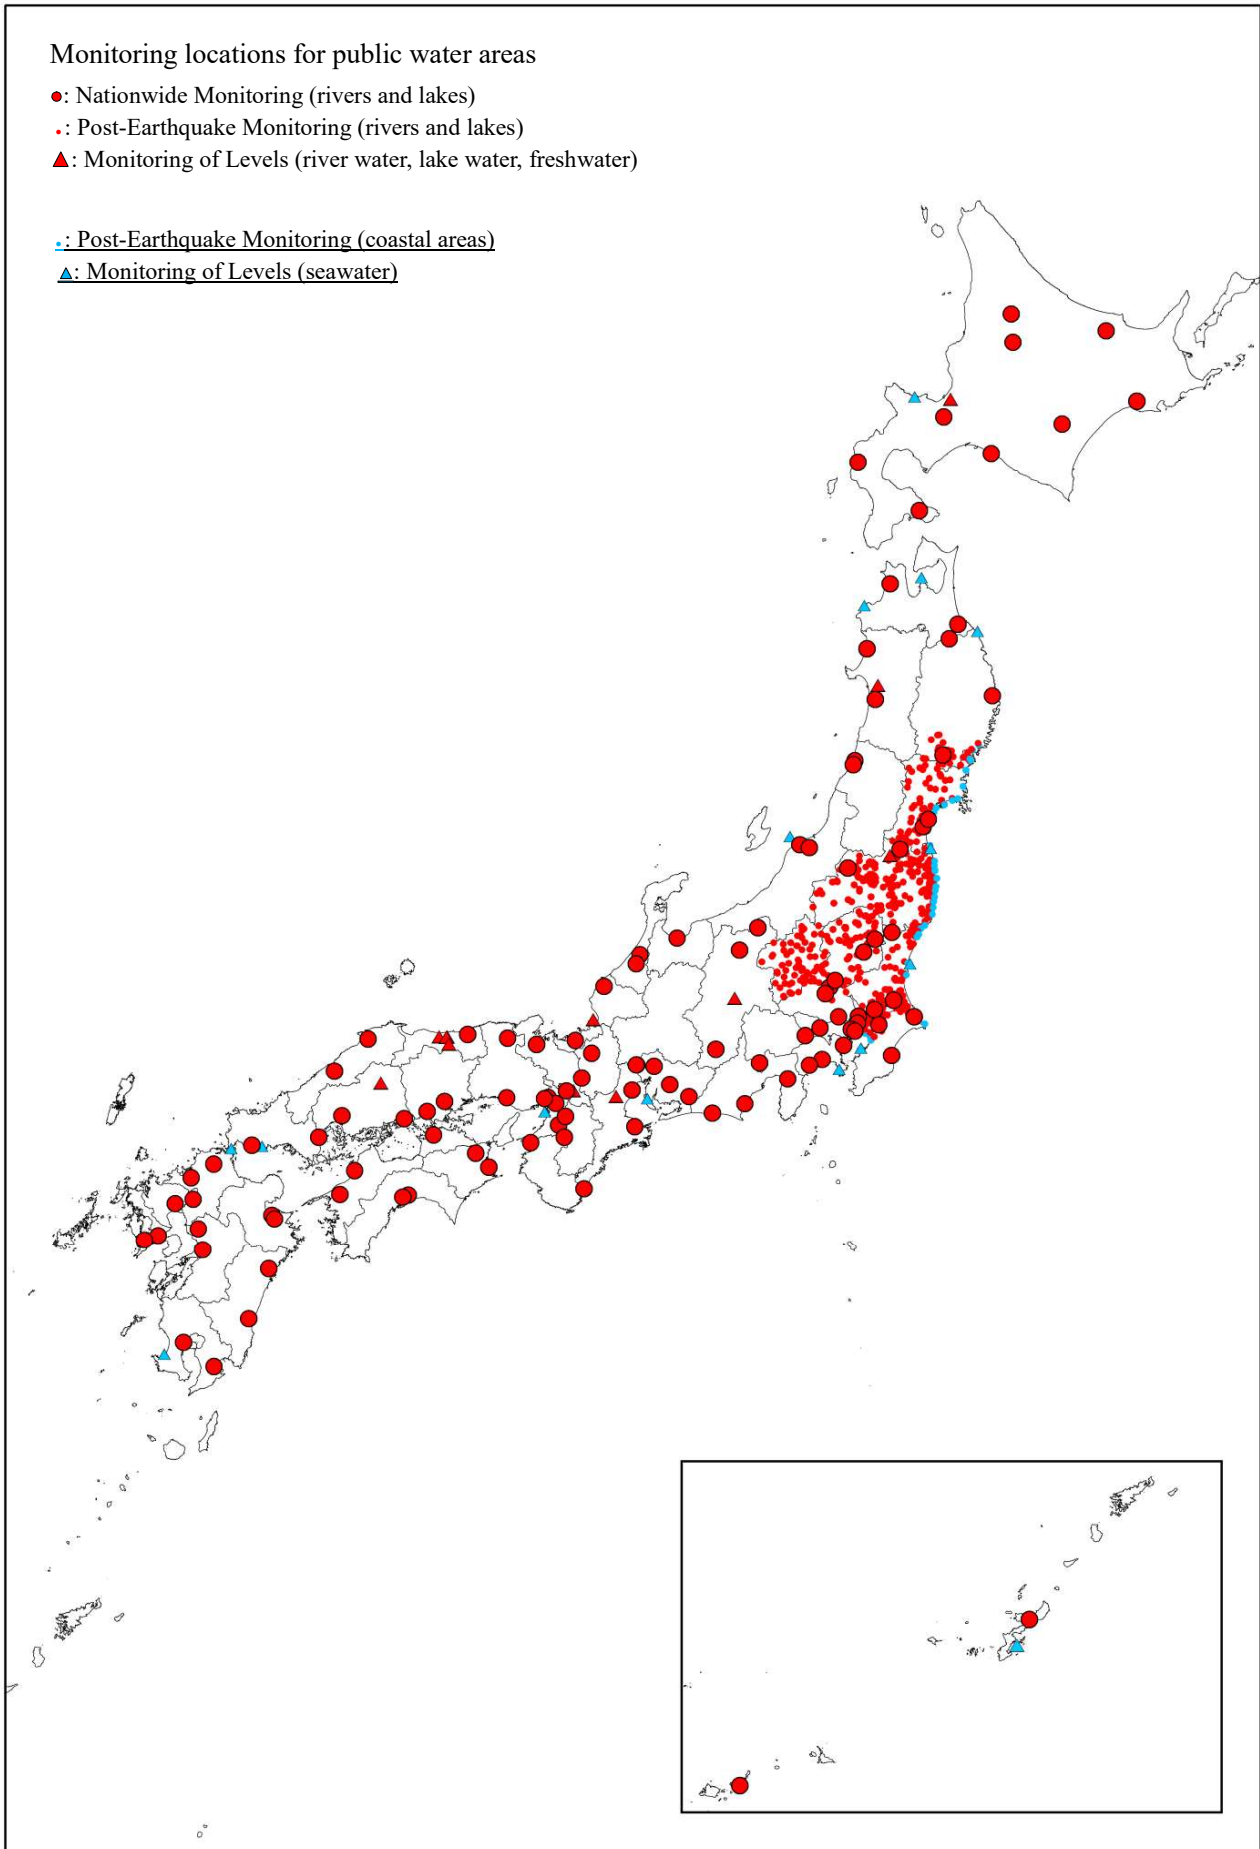 Monitoring locations for public water areas
●: Nationwide Monitoring (rivers and lakes)
•: Post-Earthquake Monitoring (rivers and lakes)
▲: Monitoring of Levels (river water, lake water, freshwater)
•: Post-Earthquake Monitoring (coastal areas)
▲: Monitoring of Levels (seawater)